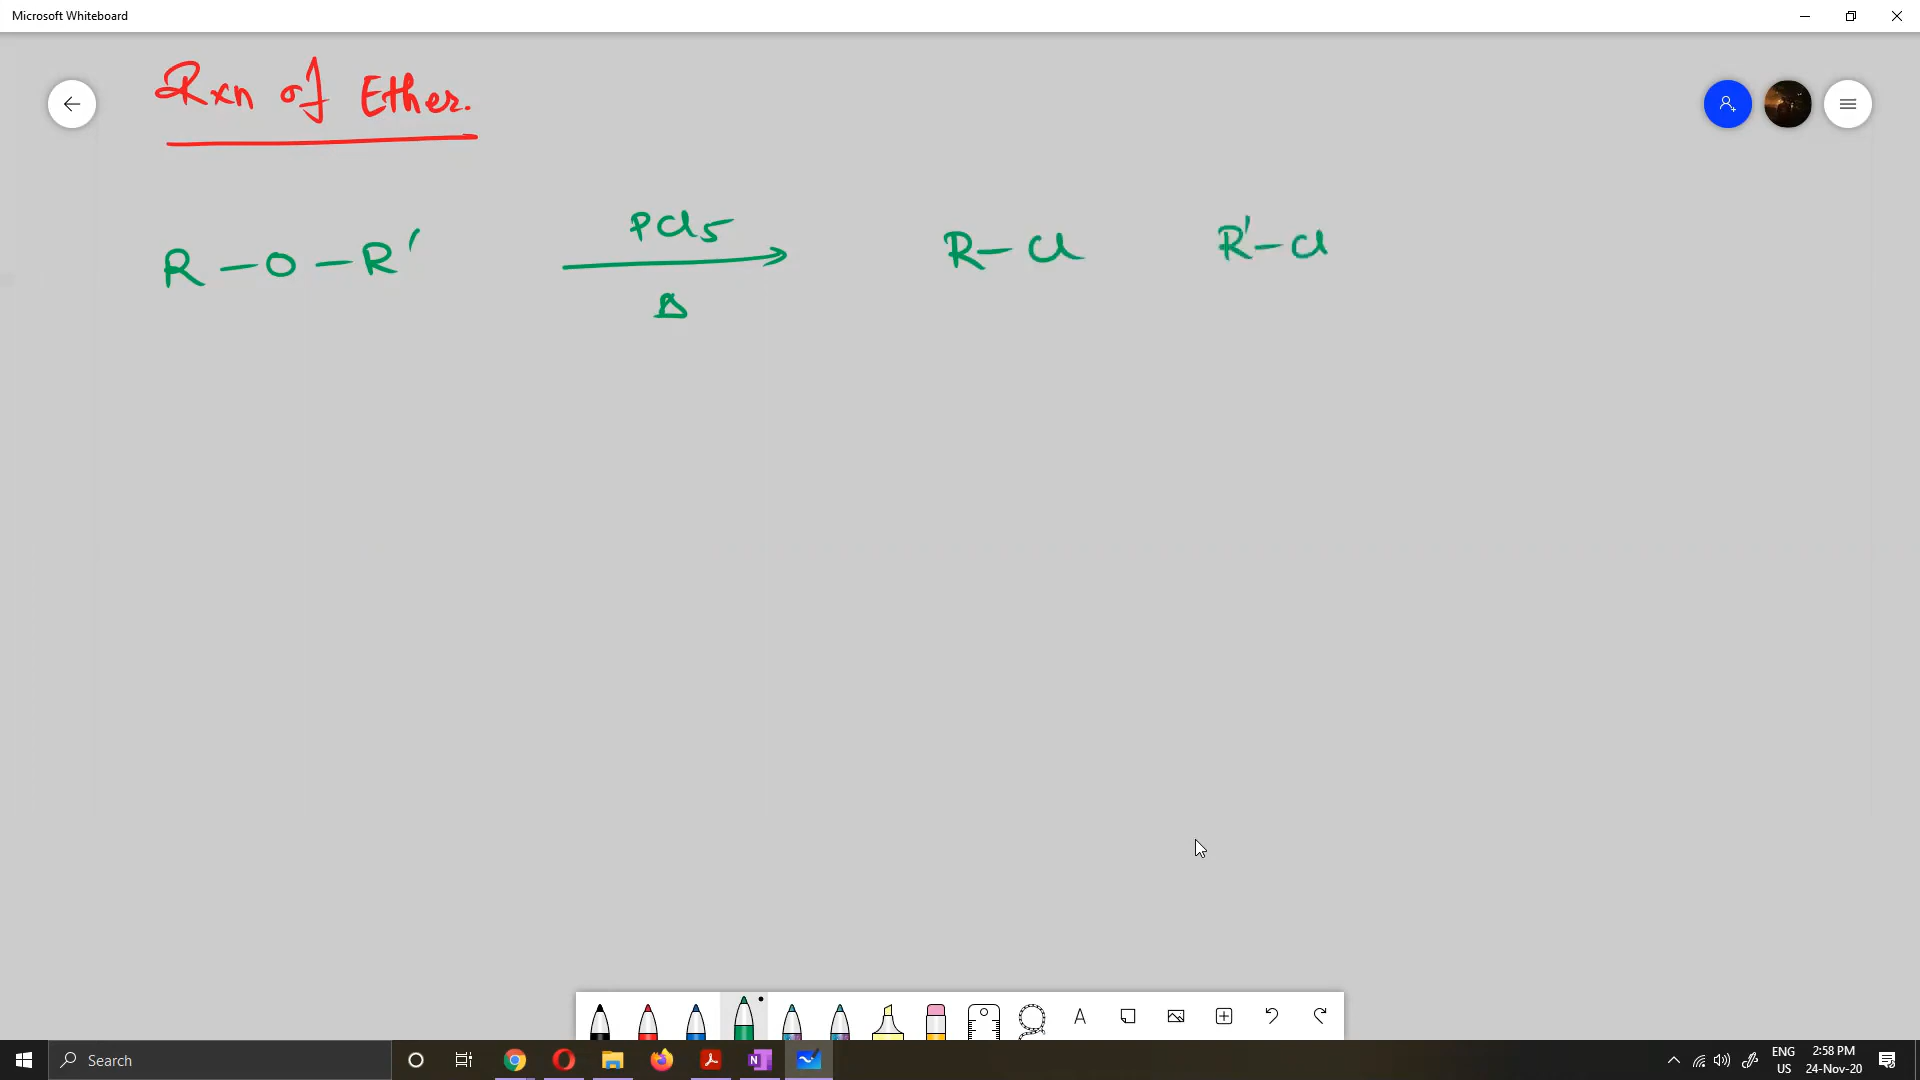 Microsoft Whiteboard
Rxn of Ether.
R - O - R' PCl5 Δ R - Cl R' - Cl
A
Search
N
ENG
US
2:58 PM
24-Nov-20